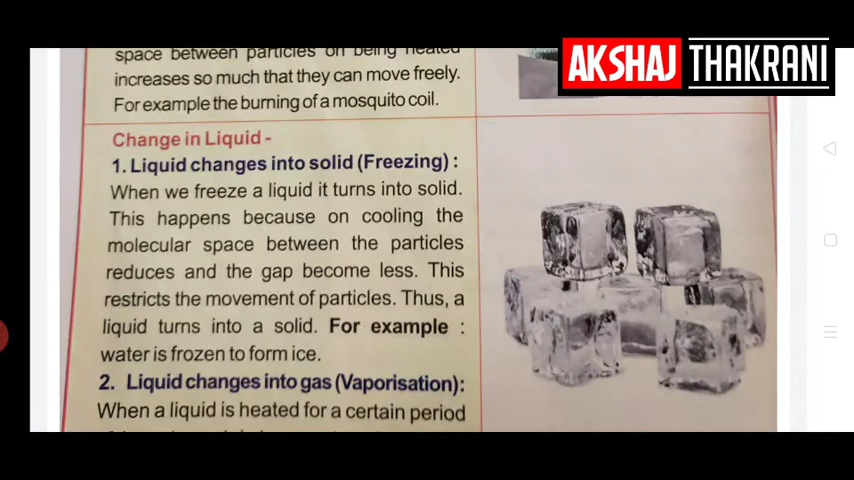 AKSHAJ THAKRANI
space between particles on being heated
increases so much that they can move freely.
For example the burning of a mosquito coil.
Change in Liquid -
1. Liquid changes into solid (Freezing) :
When we freeze a liquid it turns into solid.
This happens because on cooling the
molecular space between the particles
reduces and the gap become less. This
restricts the movement of particles. Thus, a
liquid turns into a solid. For example :
water is frozen to form ice.
2. Liquid changes into gas (Vaporisation):
When a liquid is heated for a certain period